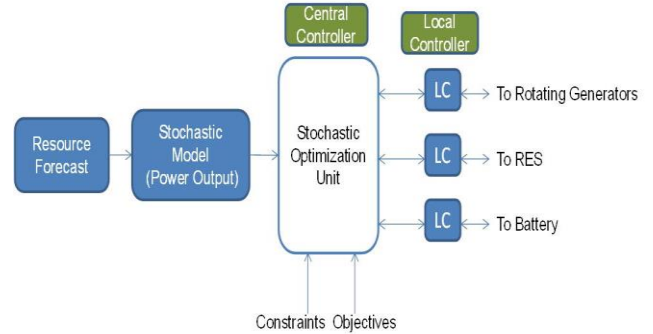 Central
Controller
Local
Controller
LC
To Rotating Generators
Resource
Forecast
Stochastic
Model
(Power Output)
Stochastic
Optimization
Unit
LC
To RES
LC
To Battery
Constraints
Objectives